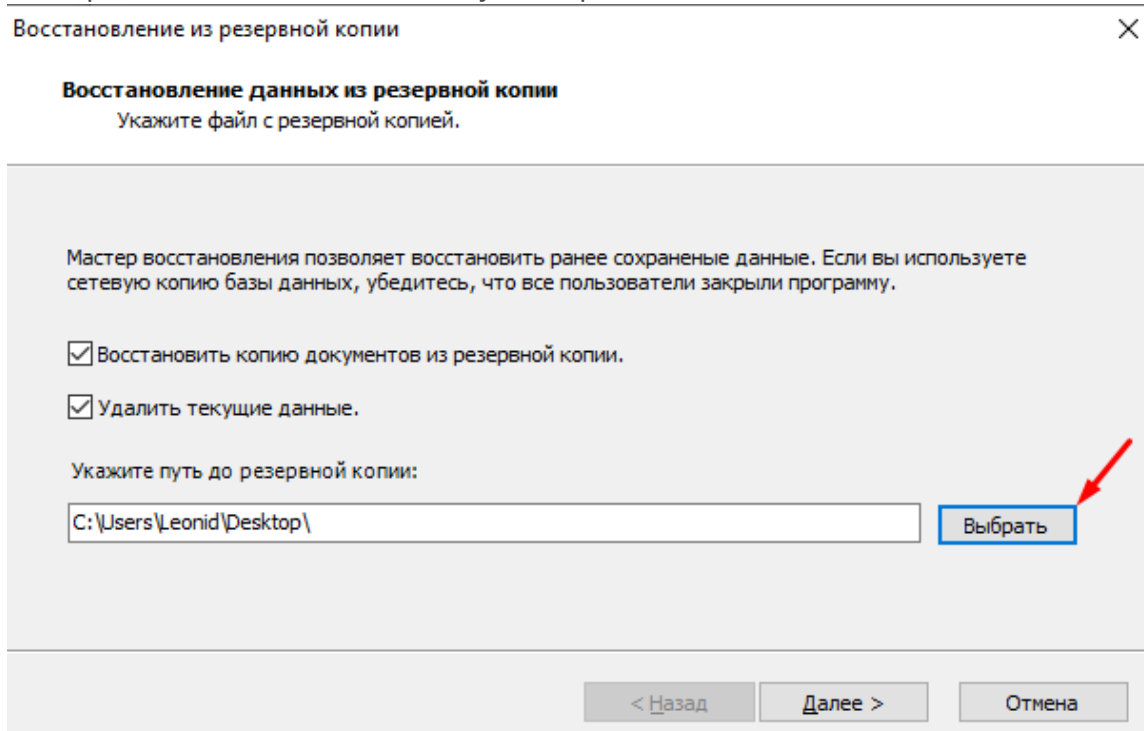 Восстановление из резервной копии
Восстановление данных из резервной копии
Укажите файл с резервной копией.
Мастер восстановления позволяет восстановить ранее сохраненые данные. Если вы используете
сетевую копию базы данных, убедитесь, что все пользователи закрыли программу.
Восстановить копию документов из резервной копии.
Удалить текущие данные.
Укажите путь до резервной копии:
C:\Users\Leonid\Desktop\
Выбрать
< Назад
Далее >
Отмена